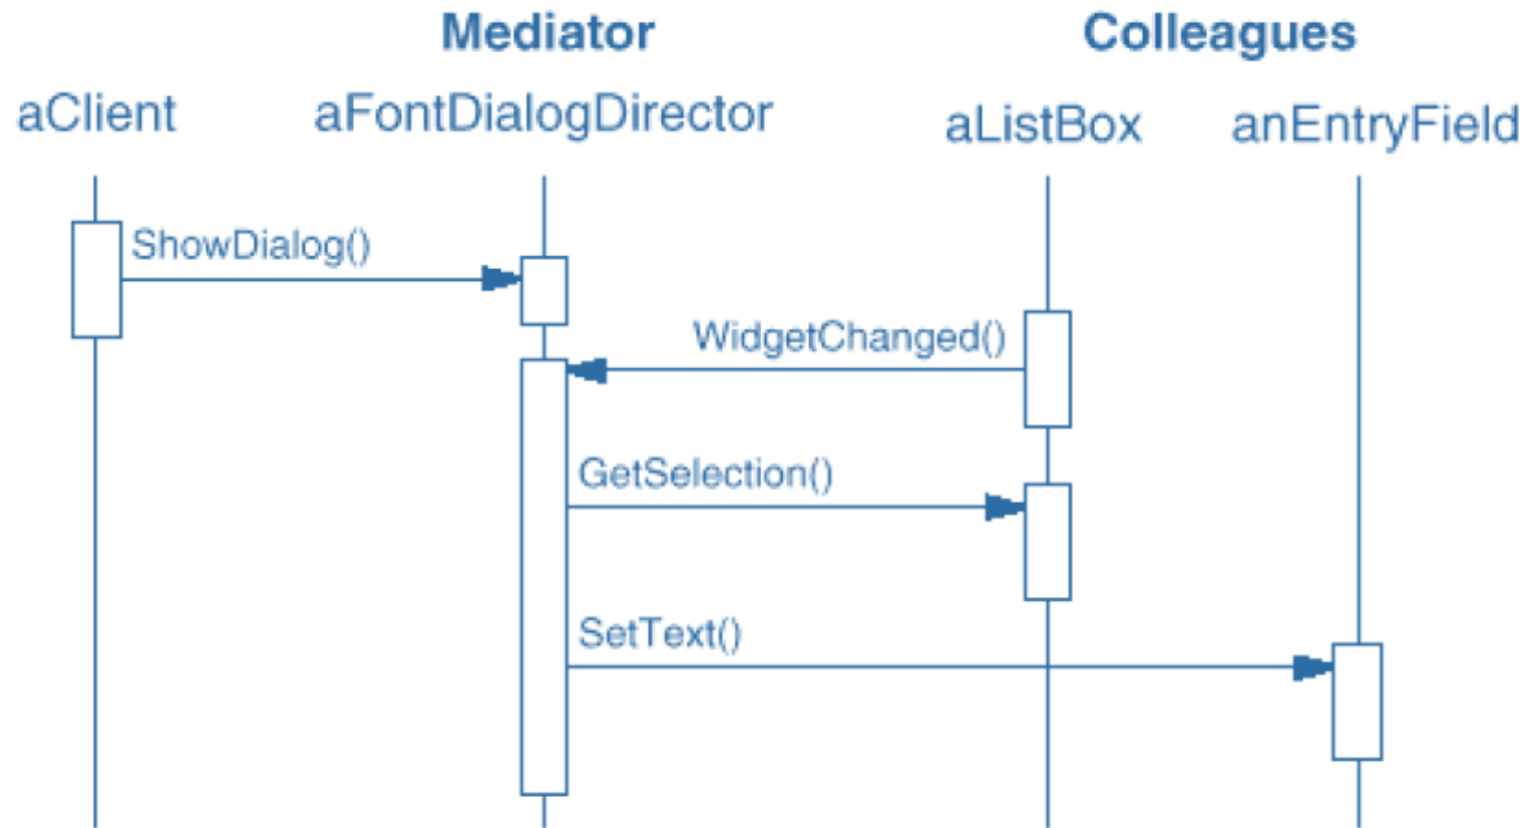 Mediator
Colleagues
aClient
aFontDialogDirector
aListBox
anEntryField
ShowDialog()
WidgetChanged()
GetSelection()
SetText()